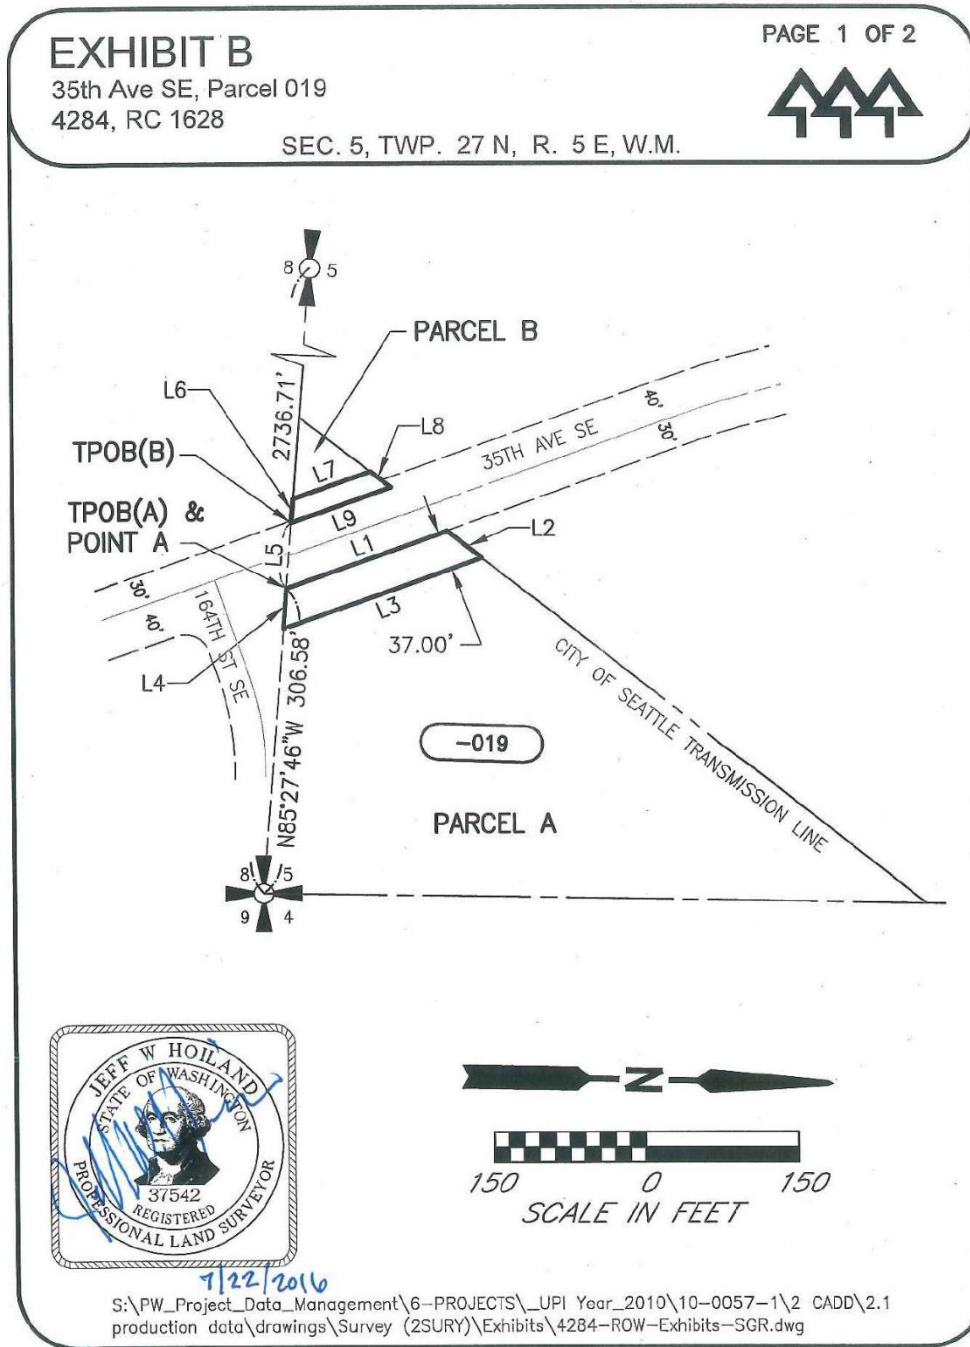 EXHIBIT B
35th Ave SE, Parcel 019
4284, RC 1628
PAGE 1 OF 2
SEC. 5, TWP. 27 N, R. 5 E, W.M.
8 5
PARCEL B
L6
2736.71'
L8
TPOB(B)
L7
40'
30'
35TH AVE SE
TPOB(A) &
POINT A
L9
L5
L1
L2
30'
40'
164TH ST SE
L3
37.00'
L4
N85°27'46"W 306.58'
CITY OF SEATTLE TRANSMISSION LINE
-019
PARCEL A
8 5
9 4
JEFF W HOILAND
STATE OF WASHINGTON
37542
REGISTERED
PROFESSIONAL LAND SURVEYOR
7/22/2016
N
150 0 150
SCALE IN FEET
S:\PW_Project_Data_Management\6-PROJECTS\_UPI Year_2010\10-0057-1\2 CADD\2.1
production data\drawings\Survey (2SURY)\Exhibits\4284-ROW-Exhibits-SGR.dwg